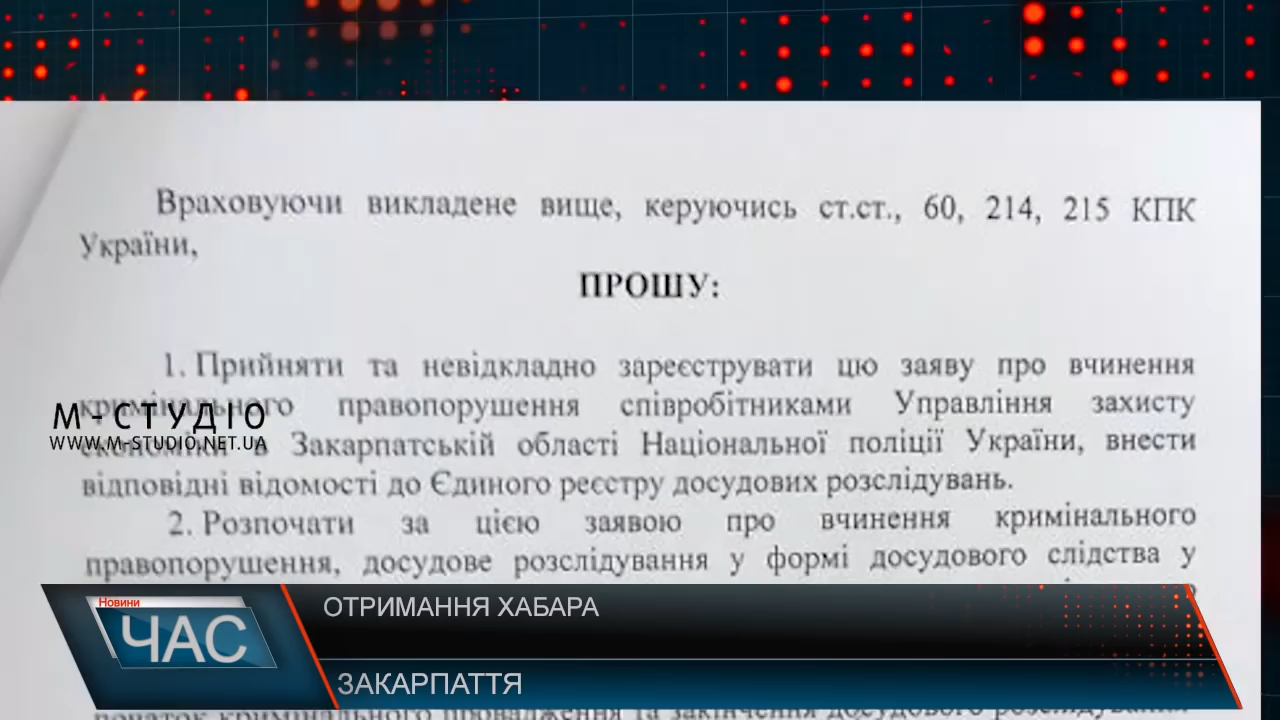 Враховуючи викладене вище, керуючись ст.ст., 60, 214, 215 КПК
України,
ПРОШУ:
1. Прийняти та невідкладно зареєструвати цю заяву про вчинення
кримінального правопорушення співробітниками Управління захисту
економіки в Закарпатській області Національної поліції України, внести
відповідні відомості до Єдиного реєстру досудових розслідувань.
2. Розпочати за цією заявою про вчинення кримінального
правопорушення, досудове розслідування у формі досудового слідства у
М-СТУДІО
WWW.M-STUDIO.NET.UA
Новини
ЧАС
ОТРИМАННЯ ХАБАРА
ЗАКАРПАТТЯ